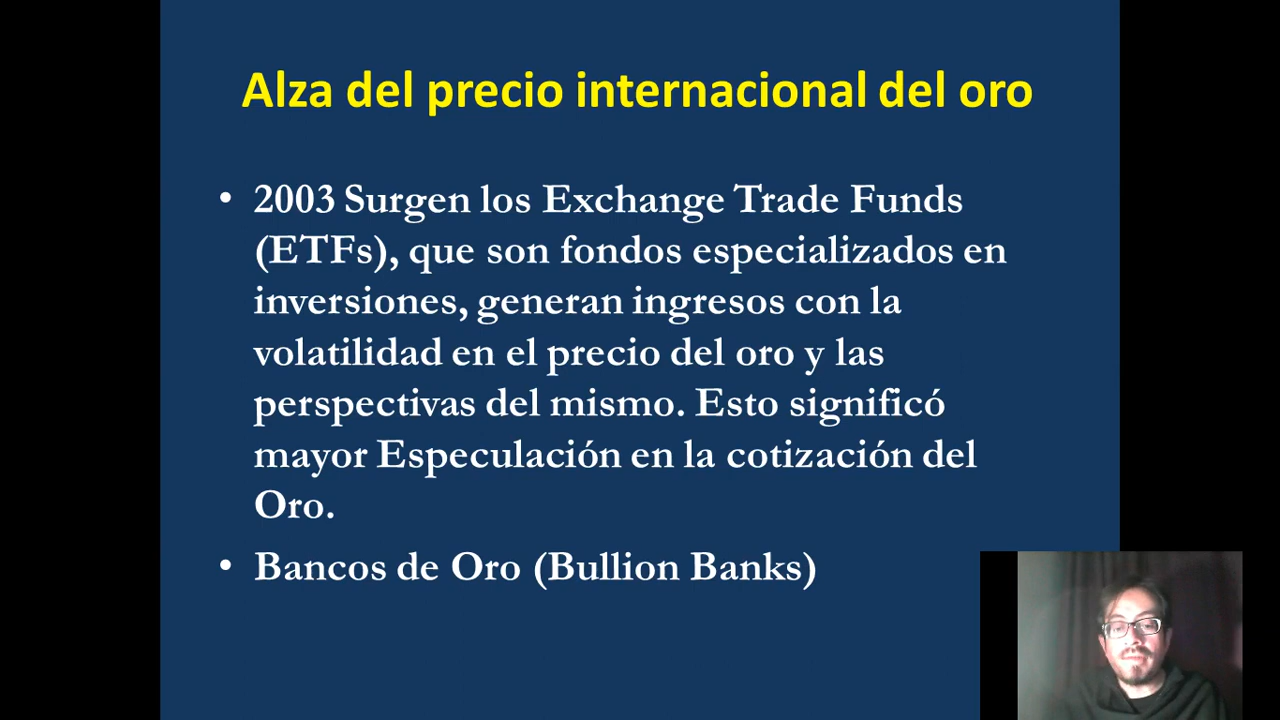 Alza del precio internacional del oro
• 2003 Surgen los Exchange Trade Funds
(ETFs), que son fondos especializados en
inversiones, generan ingresos con la
volatilidad en el precio del oro y las
perspectivas del mismo. Esto significó
mayor Especulación en la cotización del
Oro.
• Bancos de Oro (Bullion Banks)